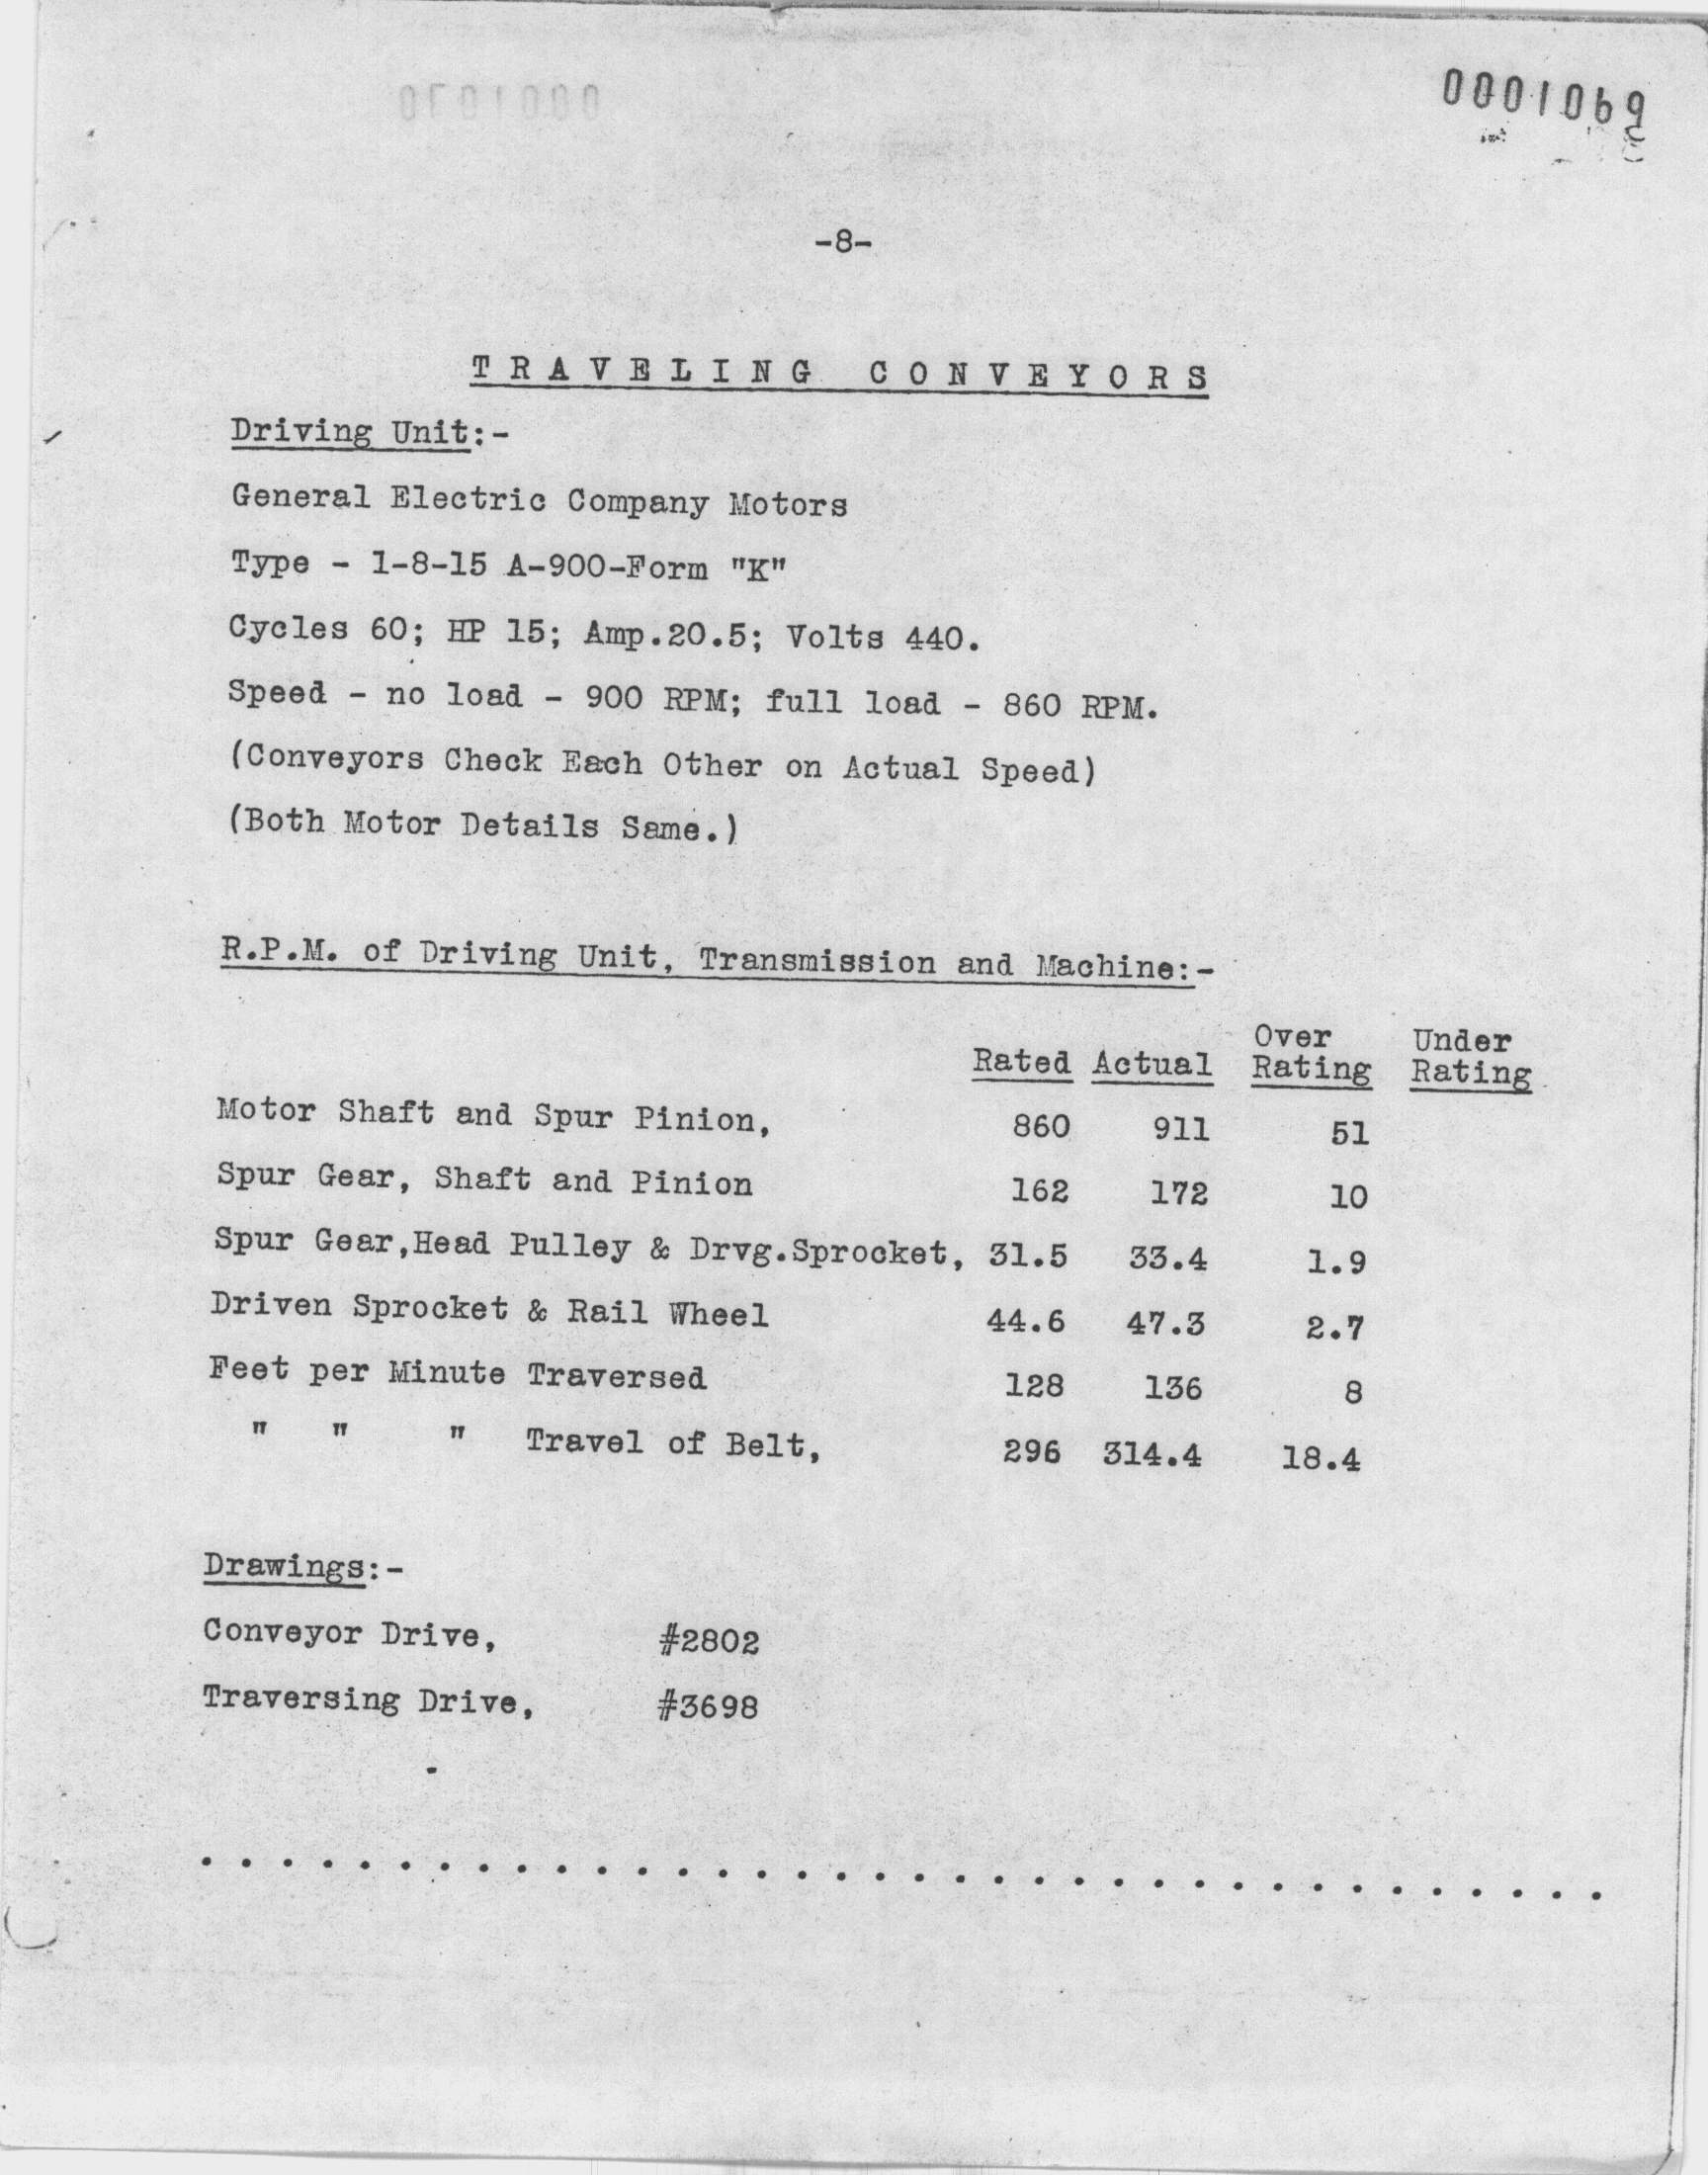 0001069
-8-
TRAVELING CONVEYORS
Driving Unit:-
General Electric Company Motors
Type - 1-8-15 A-900-Form "K"
Cycles 60; HP 15; Amp.20.5; Volts 440.
Speed - no load - 900 RPM; full load - 860 RPM.
(Conveyors Check Each Other on Actual Speed)
(Both Motor Details Same.)
R.P.M. of Driving Unit, Transmission and Machine:-
Over Under
Rated Actual Rating Rating
Motor Shaft and Spur Pinion, 860 911 51
Spur Gear, Shaft and Pinion 162 172 10
Spur Gear,Head Pulley & Drvg.Sprocket, 31.5 33.4 1.9
Driven Sprocket & Rail Wheel 44.6 47.3 2.7
Feet per Minute Traversed 128 136 8
" " " Travel of Belt, 296 314.4 18.4
Drawings:-
Conveyor Drive, #2802
Traversing Drive, #3698
. . . . . . . . . . . . . . . . . . . . . . . . . . . . . . . . . . . .